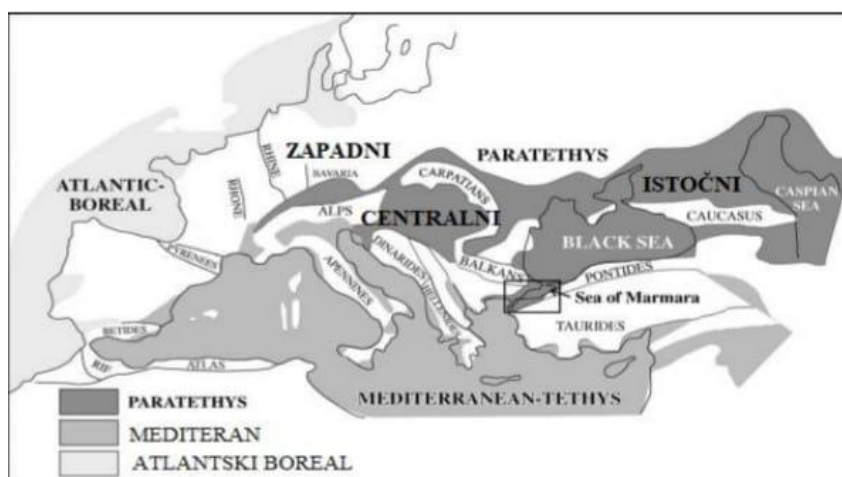 ZAPADNI
PARATETHYS
RHINE
BAVARIA
CARPATIANS
ISTOČNI
ATLANTIC-
BOREAL
RHONE
CASPIAN
SEA
ALPS
CENTRALNI
CAUCASUS
BLACK SEA
PYRENEES
DINARIDES
BALKANS
PONTIDES
APENNINES
HELLENIDES
Sea of Marmara
BETIDES
TAURIDES
RIF
ATLAS
MEDITERRANEAN-TETHYS
PARATETHYS
MEDITERAN
ATLANTSKI BOREAL